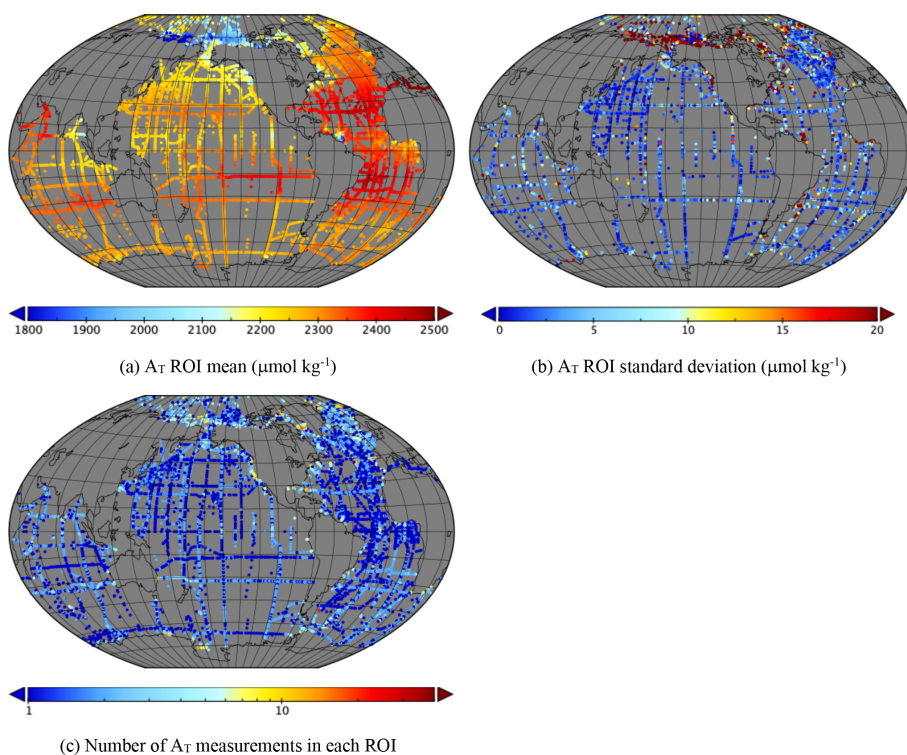 1800 1900 2000 2100 2200 2300 2400 2500
(a) AT ROI mean (μmol kg-1)
0 5 10 15 20
(b) AT ROI standard deviation (μmol kg-1)
1 10
(c) Number of AT measurements in each ROI